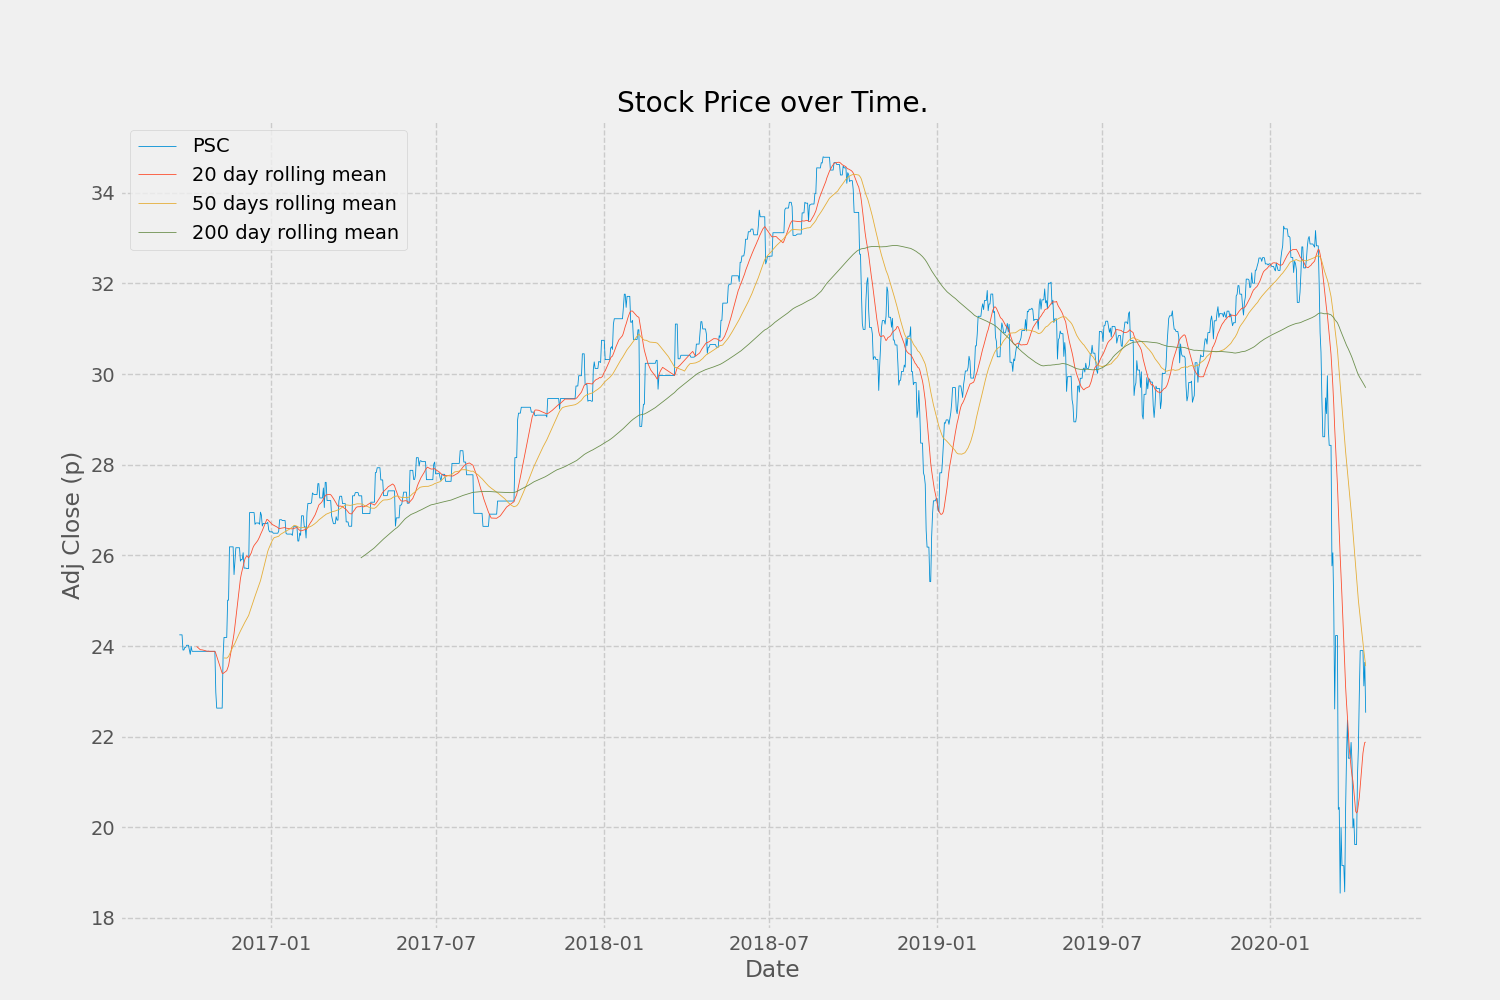 Stock Price over Time.
PSC
20 day rolling mean
50 days rolling mean
200 day rolling mean
Adj Close (p)
34
32
30
28
26
24
22
20
18
2017-01
2017-07
2018-01
2018-07
2019-01
2019-07
2020-01
Date